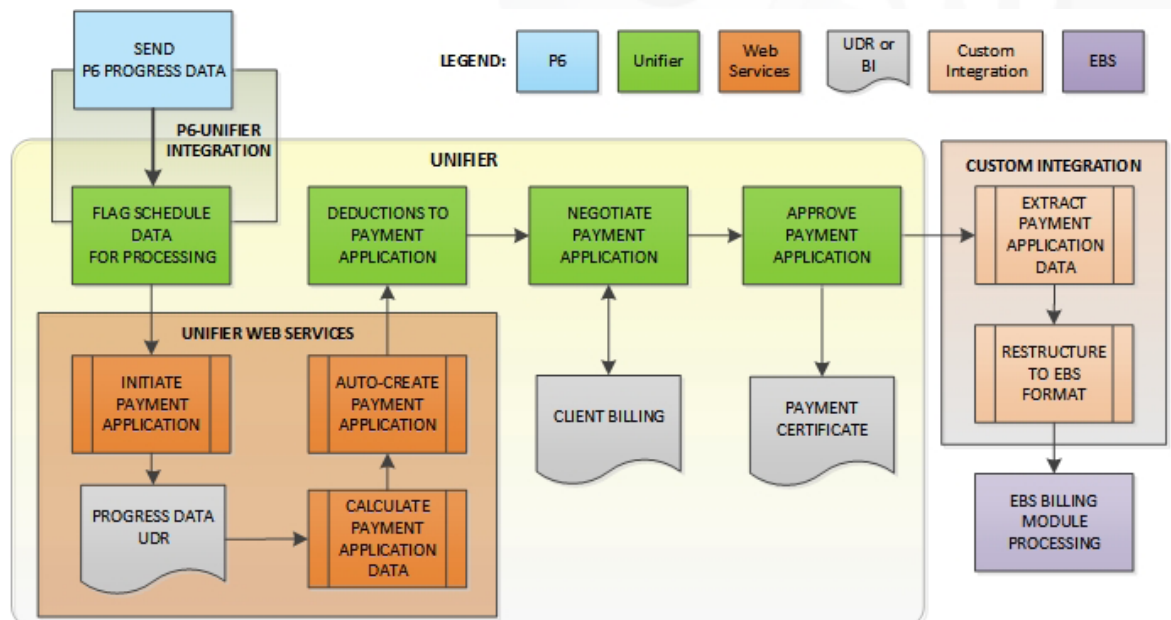 SEND
P6 PROGRESS DATA
LEGEND:
P6
Unifier
Web
Services
UDR or
BI
Custom
Integration
EBS
P6-UNIFIER
INTEGRATION
UNIFIER
CUSTOM INTEGRATION
FLAG SCHEDULE
DATA
FOR PROCESSING
DEDUCTIONS TO
PAYMENT
APPLICATION
NEGOTIATE
PAYMENT
APPLICATION
APPROVE
PAYMENT
APPLICATION
EXTRACT
PAYMENT
APPLICATION
DATA
UNIFIER WEB SERVICES
INITIATE
PAYMENT
APPLICATION
AUTO-CREATE
PAYMENT
APPLICATION
CLIENT BILLING
PAYMENT
CERTIFICATE
RESTRUCTURE
TO EBS
FORMAT
PROGRESS DATA
UDR
CALCULATE
PAYMENT
APPLICATION
DATA
EBS BILLING
MODULE
PROCESSING